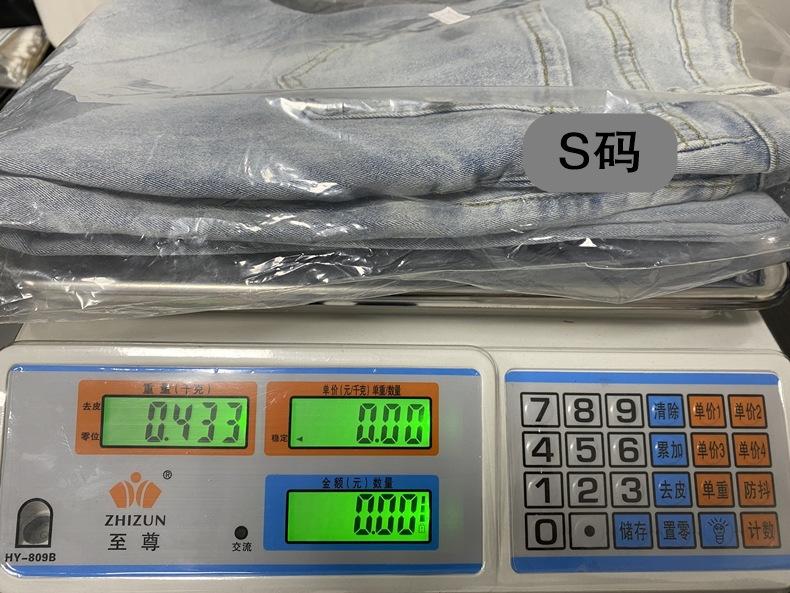 S码
重量(千克)
单价(元/千克) 单重/数量
去皮
零位
0.433
稳定
0.00
金额(元) 数量
0.00
®
ZHIZUN
至尊
HY-809B
交流
7 8 9 清除 单价1 单价2
4 5 6 累加 单价3 单价4
1 2 3 去皮 单重 防抖
0 • 储存 置零 计数